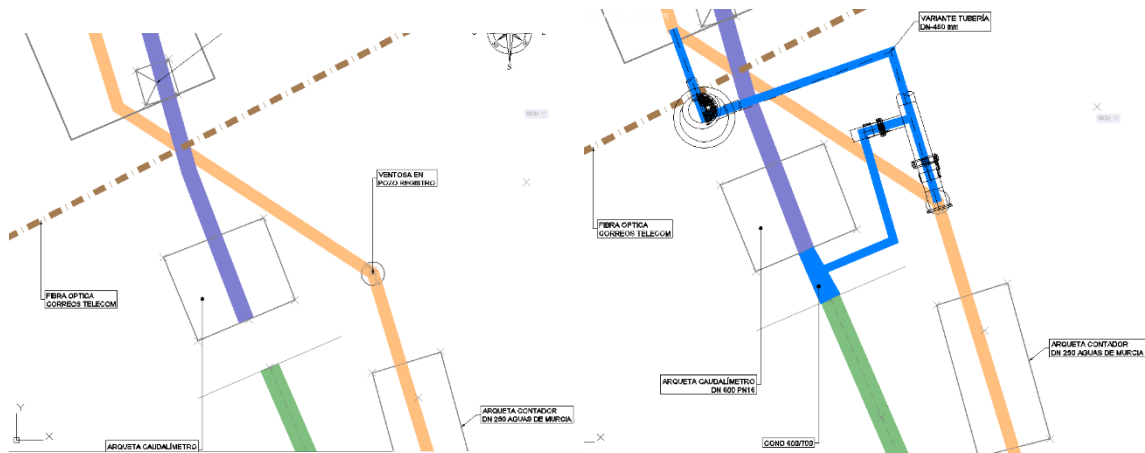 S
VENTOSA EN
POZO REGISTRO
FIBRA OPTICA
CORREOS TELECOM
ARQUETA CONTADOR
DN 250 AGUAS DE MURCIA
ARQUETA CAUDALÍMETRO
Y
X
VARIANTE TUBERÍA
DN-450 mm
FIBRA OPTICA
CORREOS TELECOM
ARQUETA CONTADOR
DN 250 AGUAS DE MURCIA
ARQUETA CAUDALÍMETRO
DN 600 PN16
CONO 600/700
X